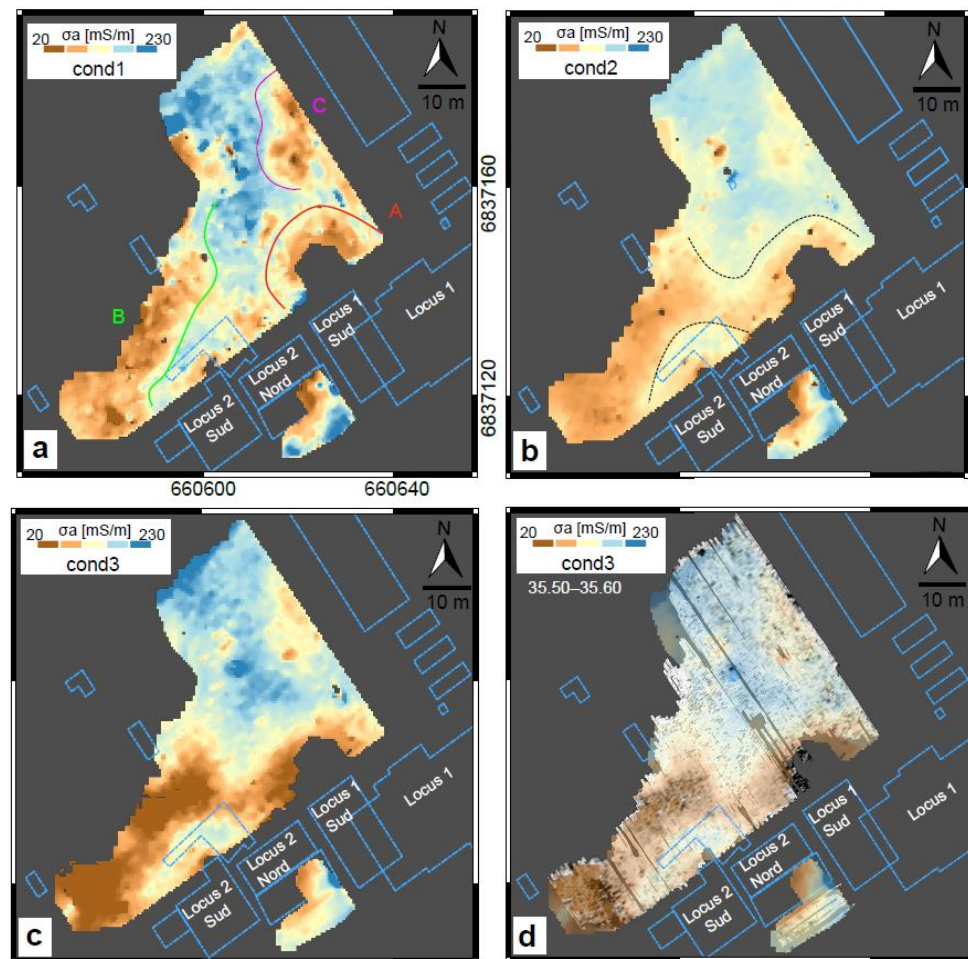 20 σa [mS/m] 230
cond1
N
10 m
C
A
B
Locus 1
Locus 1
Sud
Locus 2
Nord
Locus 2
Sud
a
660600
660640
6837160
6837120
20 σa [mS/m] 230
cond2
N
10 m
Locus 1
Locus 1
Sud
Locus 2
Nord
Locus 2
Sud
b
20 σa [mS/m] 230
cond3
N
10 m
Locus 1
Locus 1
Sud
Locus 2
Nord
Locus 2
Sud
c
20 σa [mS/m] 230
cond3
35.50–35.60
N
10 m
Locus 1
Locus 1
Sud
Locus 2
Nord
Locus 2
Sud
d